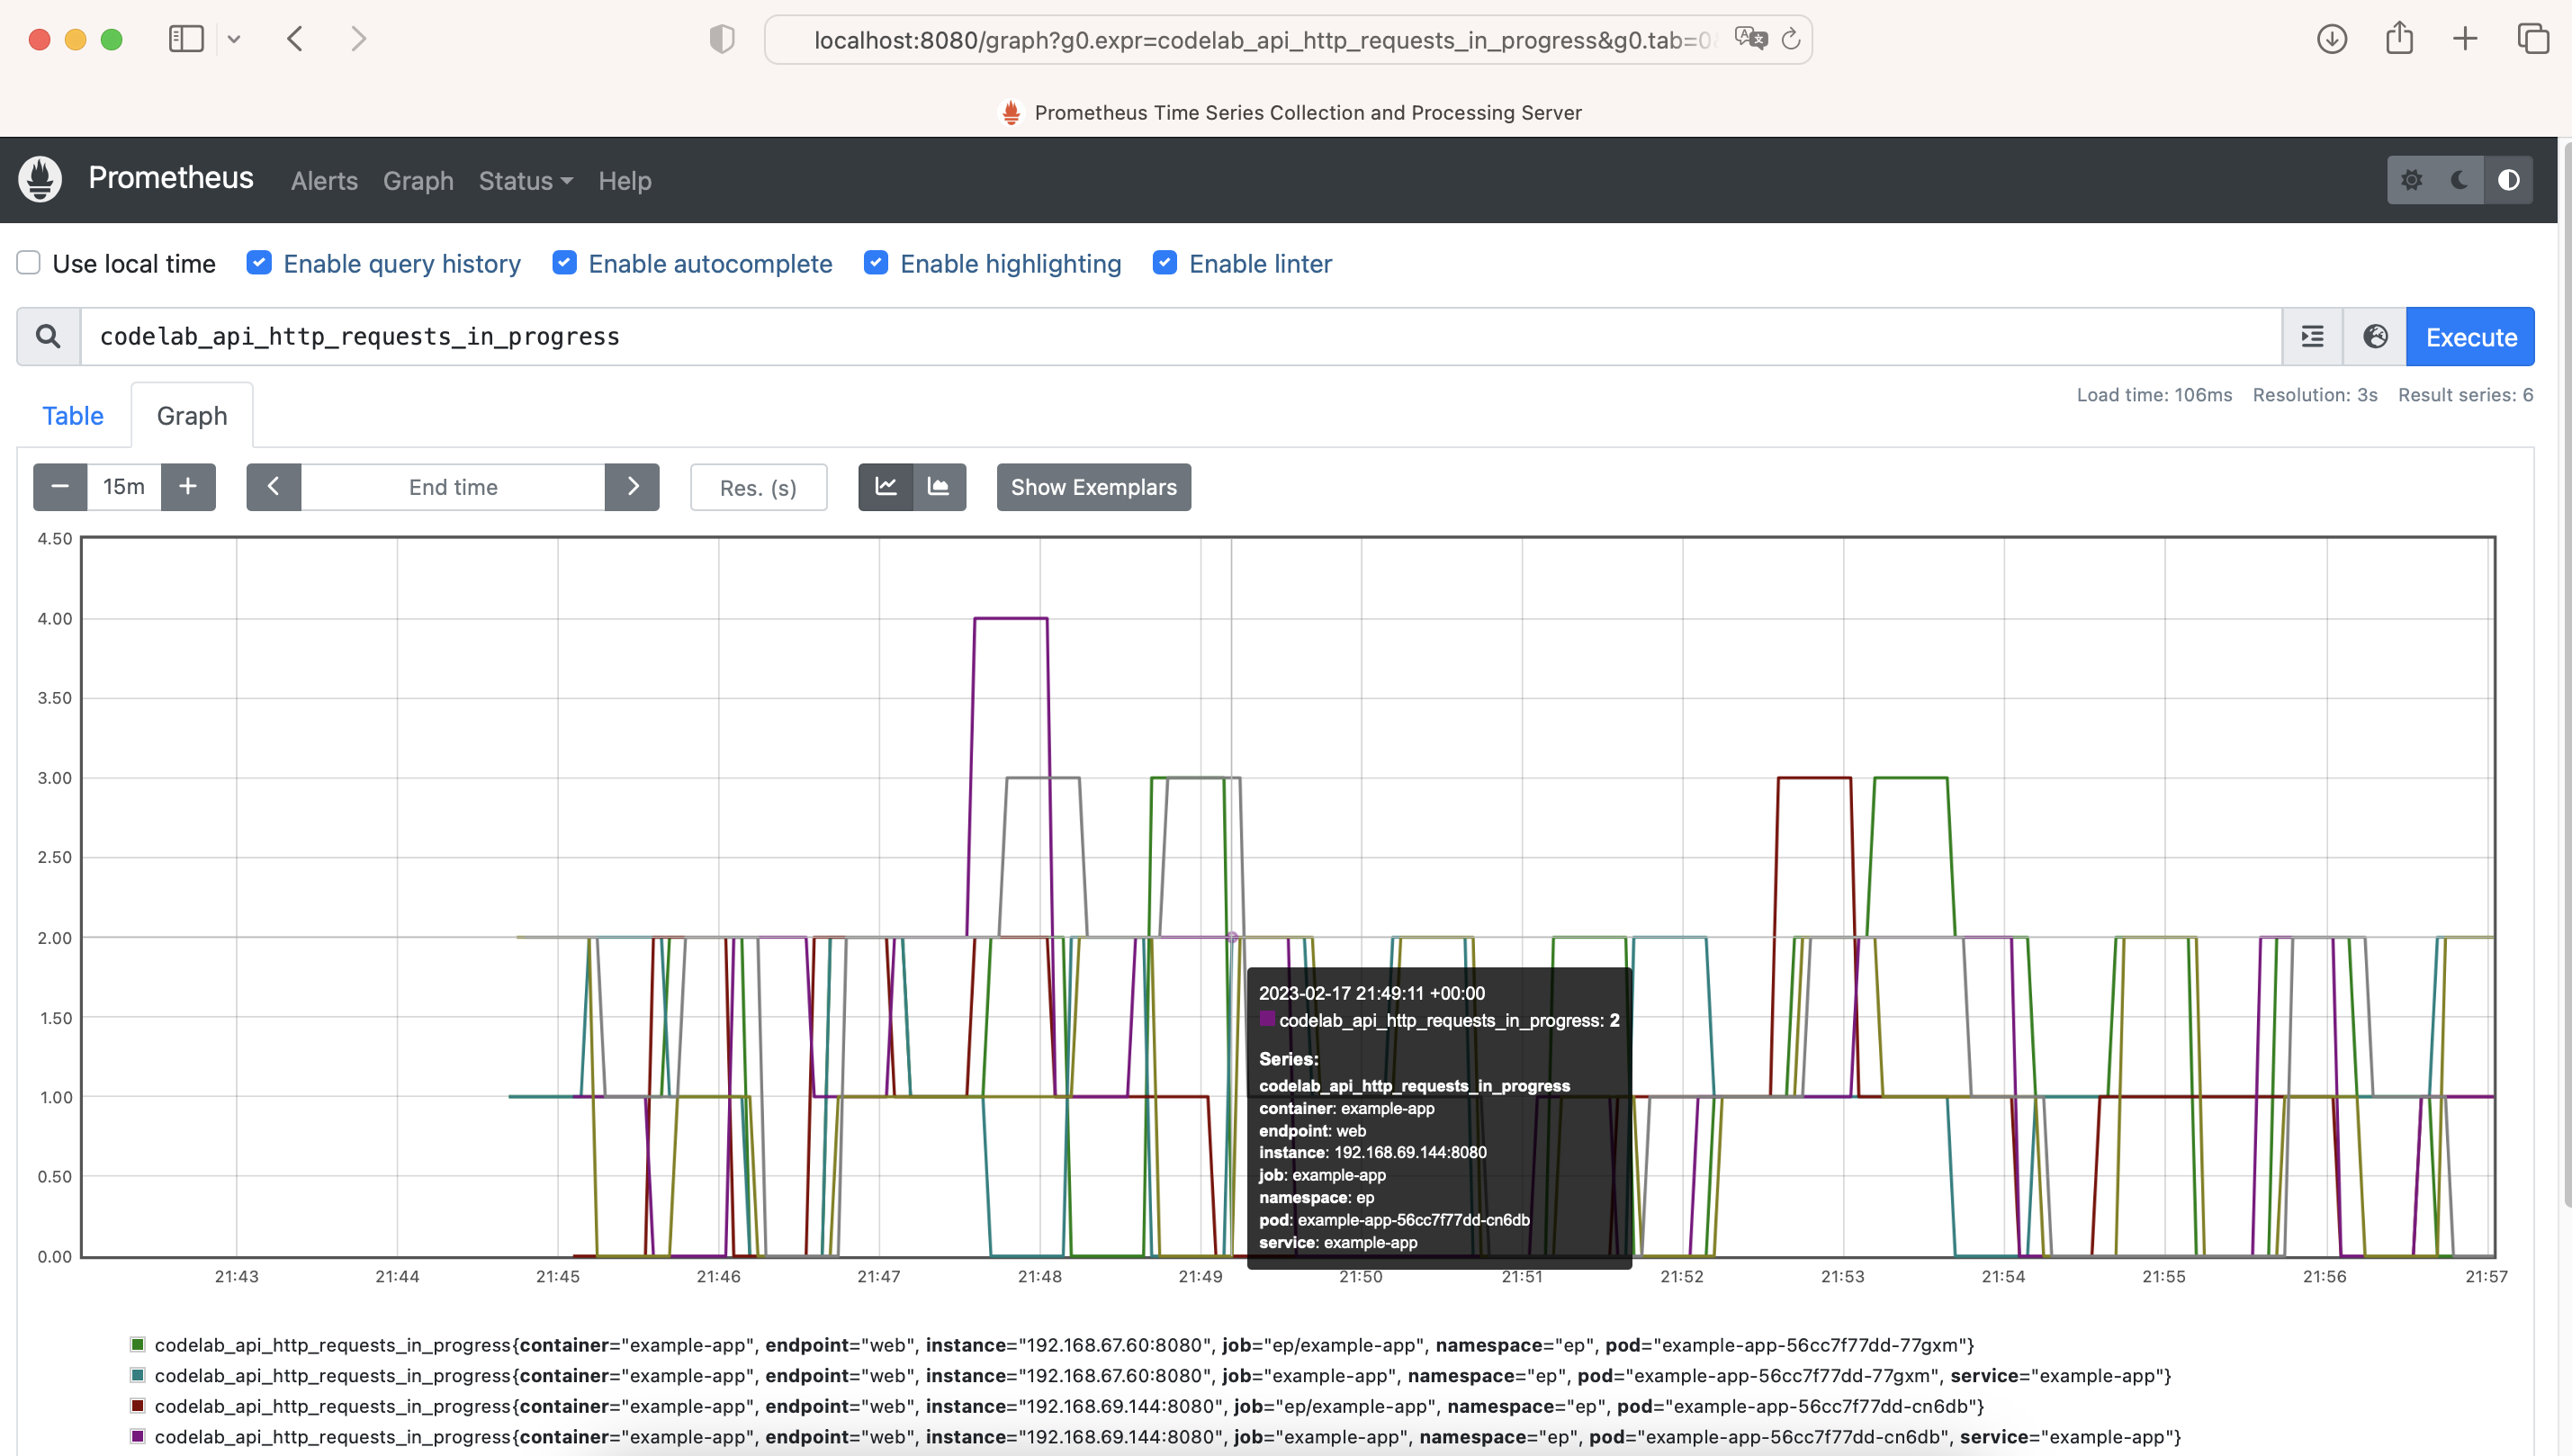 localhost:8080/graph?g0.expr=codelab_api_http_requests_in_progress&g0.tab=0
Prometheus Time Series Collection and Processing Server
Prometheus Alerts Graph Status Help
Use local time Enable query history Enable autocomplete Enable highlighting Enable linter
codelab_api_http_requests_in_progress Execute
Load time: 106ms Resolution: 3s Result series: 6
Table Graph
− 15m + End time Res. (s) Show Exemplars
4.50
4.00
3.50
3.00
2.50
2.00
1.50
1.00
0.50
0.00
2023-02-17 21:49:11 +00:00
codelab_api_http_requests_in_progress: 2
Series:
codelab_api_http_requests_in_progress
container: example-app
endpoint: web
instance: 192.168.69.144:8080
job: example-app
namespace: ep
pod: example-app-56cc7f77dd-cn6db
service: example-app
21:43 21:44 21:45 21:46 21:47 21:48 21:49 21:50 21:51 21:52 21:53 21:54 21:55 21:56 21:57
codelab_api_http_requests_in_progress{container="example-app", endpoint="web", instance="192.168.67.60:8080", job="ep/example-app", namespace="ep", pod="example-app-56cc7f77dd-77gxm"}
codelab_api_http_requests_in_progress{container="example-app", endpoint="web", instance="192.168.67.60:8080", job="example-app", namespace="ep", pod="example-app-56cc7f77dd-77gxm", service="example-app"}
codelab_api_http_requests_in_progress{container="example-app", endpoint="web", instance="192.168.69.144:8080", job="ep/example-app", namespace="ep", pod="example-app-56cc7f77dd-cn6db"}
codelab_api_http_requests_in_progress{container="example-app", endpoint="web", instance="192.168.69.144:8080", job="example-app", namespace="ep", pod="example-app-56cc7f77dd-cn6db", service="example-app"}